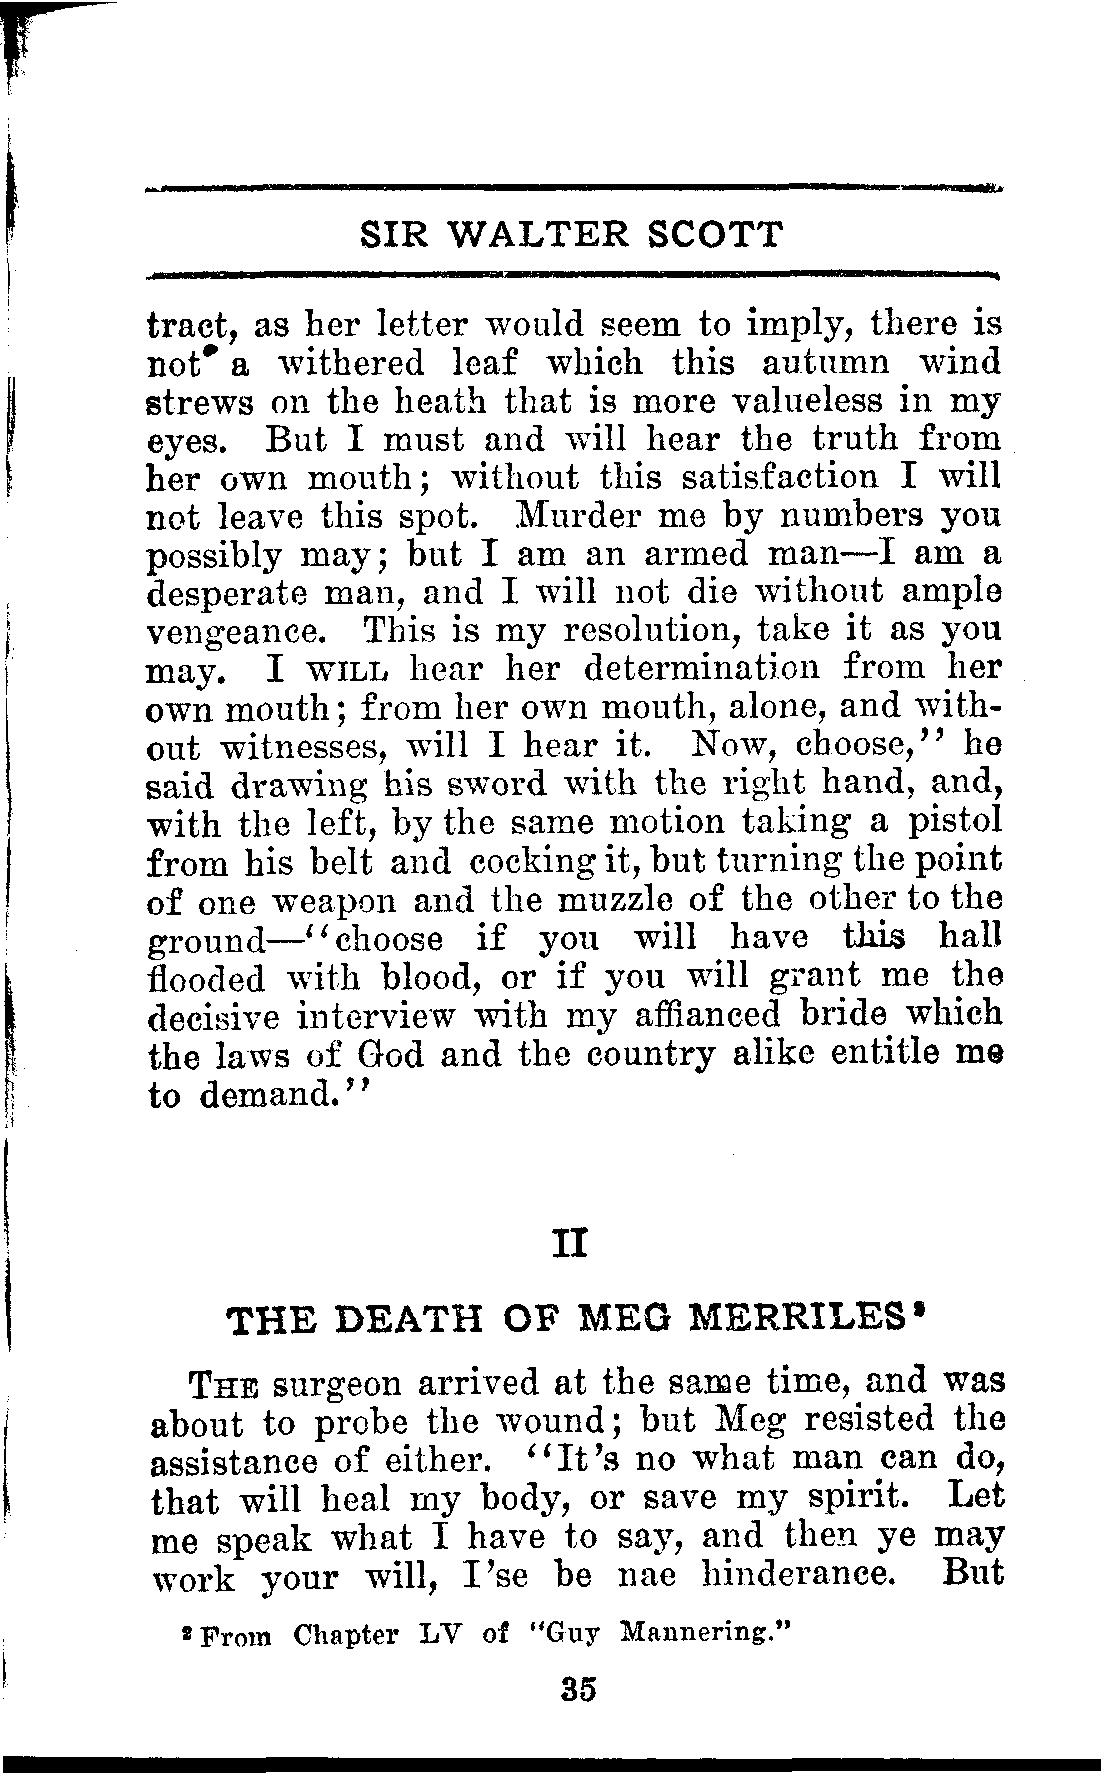 SIR WALTER SCOTT
tract, as her letter would seem to imply, there is
not a withered leaf which this autumn wind
strews on the heath that is more valueless in my
eyes. But I must and will hear the truth from
her own mouth; without this satisfaction I will
not leave this spot. Murder me by numbers you
possibly may; but I am an armed man—I am a
desperate man, and I will not die without ample
vengeance. This is my resolution, take it as you
may. I WILL hear her determination from her
own mouth; from her own mouth, alone, and with-
out witnesses, will I hear it. Now, choose,'' he
said drawing his sword with the right hand, and,
with the left, by the same motion taking a pistol
from his belt and cocking it, but turning the point
of one weapon and the muzzle of the other to the
ground—''choose if you will have this hall
flooded with blood, or if you will grant me the
decisive interview with my affianced bride which
the laws of God and the country alike entitle me
to demand.''
II
THE DEATH OF MEG MERRILES²
THE surgeon arrived at the same time, and was
about to probe the wound; but Meg resisted the
assistance of either. ''It's no what man can do,
that will heal my body, or save my spirit. Let
me speak what I have to say, and then ye may
work your will, I'se be nae hinderance. But
² From Chapter LV of "Guy Mannering."
35